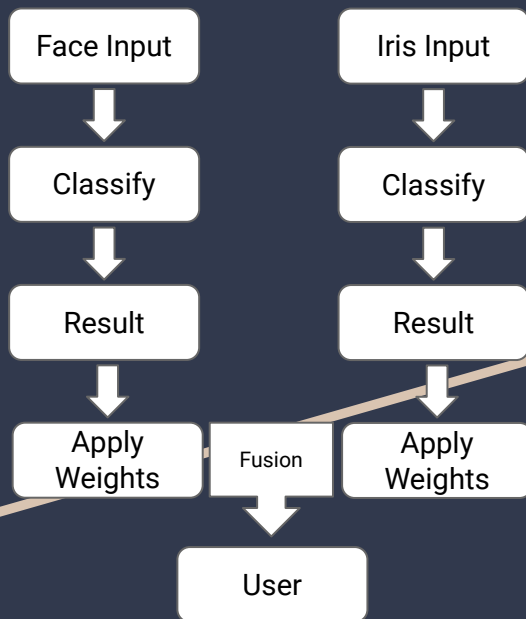 Face Input
Iris Input
Classify
Classify
Result
Result
Apply
Weights
Fusion
Apply
Weights
User